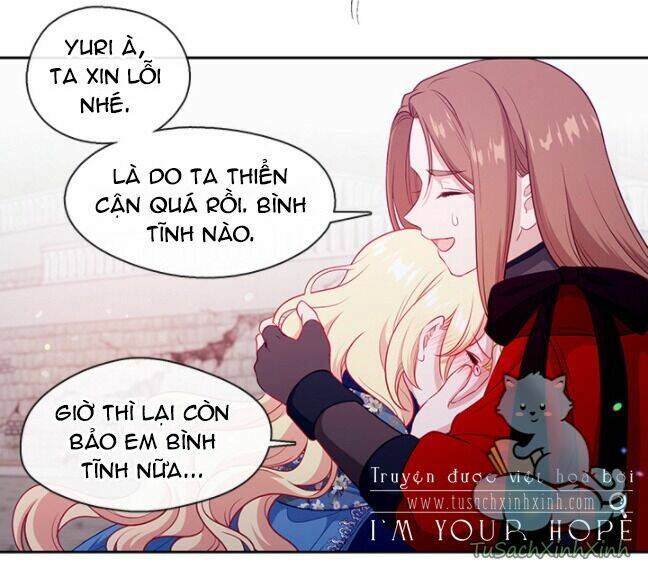 YURI À,
TA XIN LỖI
NHÉ.
LÀ DO TA THIỂN
CẬN QUÁ RỒI. BÌNH
TĨNH NÀO.
GIỜ THÌ LẠI CÒN
BẢO EM BÌNH
TĨNH NỮA...
Truyện được việt hoá bởi
www.tusachxinhxinh.com
I'M YOUR HOPE
TuSachXinhXinh